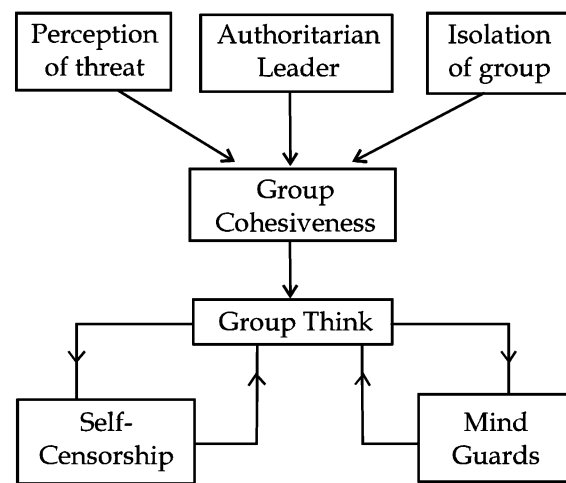 Perception
of threat
Authoritarian
Leader
Isolation
of group
Group
Cohesiveness
Group Think
Self-
Censorship
Mind
Guards